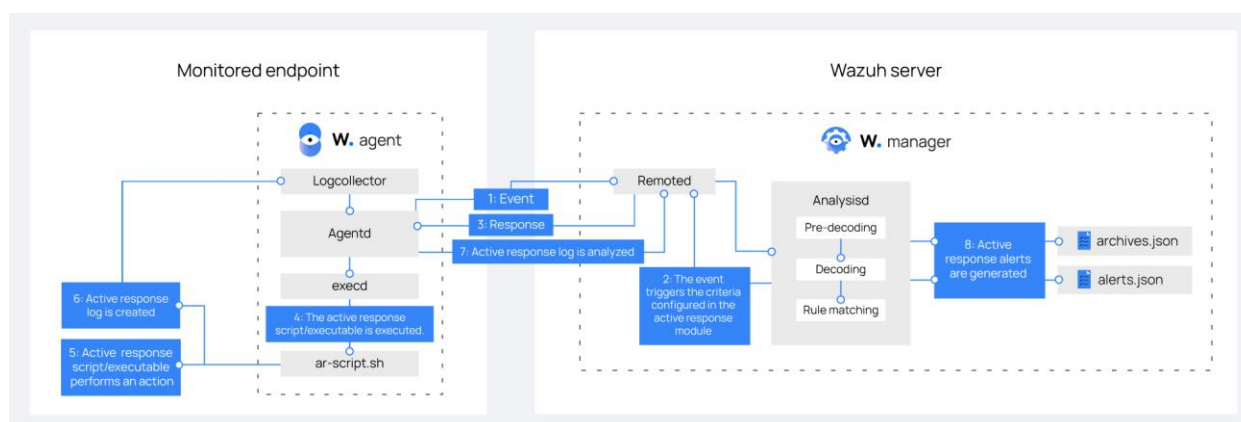 Monitored endpoint
W. agent
Logcollector
Agentd
execd
4: The active response
script/executable is executed.
ar-script.sh
6: Active response
log is created
5: Active response
script/executable
performs an action
1: Event
3: Response
7: Active response log is analyzed
Wazuh server
W. manager
Remoted
2: The event
triggers the criteria
configured in the
active response
module
Analysisd
Pre-decoding
Decoding
Rule matching
8: Active
response alerts
are generated
archives.json
alerts.json